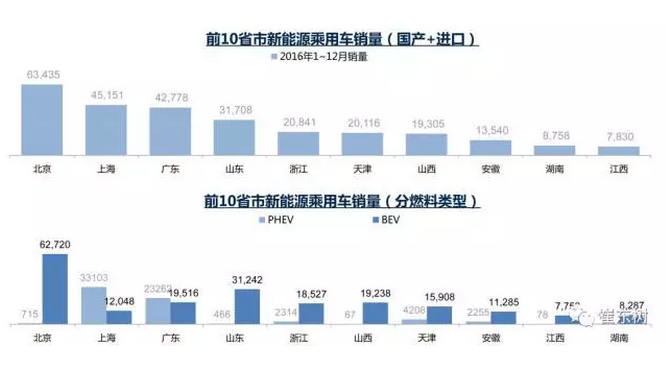 前10省市新能源乘用车销量（国产+进口）
2016年1~12月销量
63,435 45,151 42,778 31,708 20,841 20,116 19,305 13,540 8,758 7,830
北京 上海 广东 山东 浙江 天津 山西 安徽 湖南 江西
前10省市新能源乘用车销量（分燃料类型）
PHEV BEV
715 62,720 33103 12,048 23262 19,516 466 31,242 2314 18,527 67 19,238 4208 15,908 2255 11,285 78 8,287
北京 上海 广东 山东 浙江 山西 天津 安徽 江西 湖南
崔东树